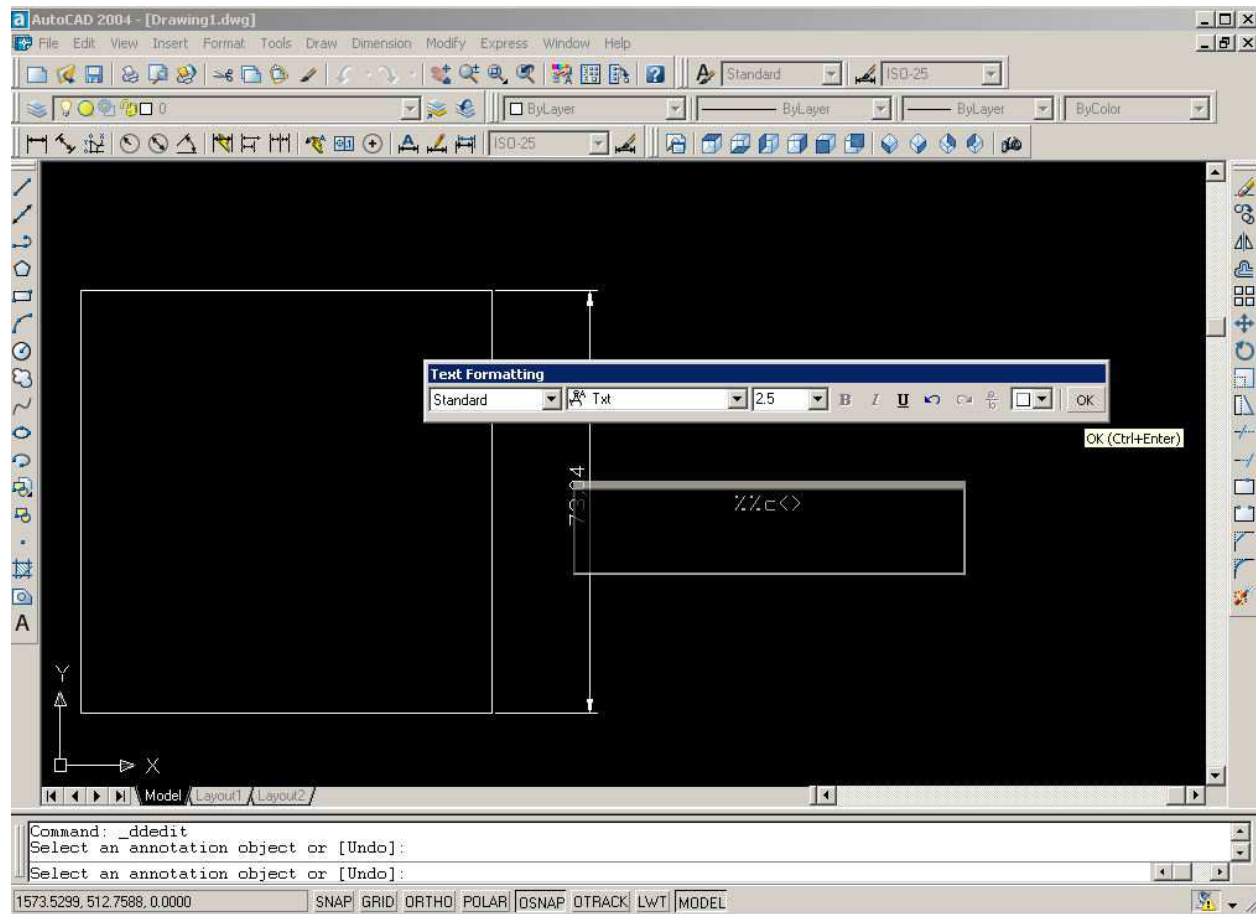 AutoCAD 2004 - [Drawing1.dwg]
File Edit View Insert Format Tools Draw Dimension Modify Express Window Help
Standard ISO-25
0 ByLayer ByLayer ByLayer ByColor
ISO-25
Text Formatting
Standard Txt 2.5 B I U OK
OK (Ctrl+Enter)
73,04
%%c<>
A
Y
X
Model Layout1 Layout2
Command: _ddedit
Select an annotation object or [Undo]:
Select an annotation object or [Undo]:
1573.5299, 512.7588, 0.0000 SNAP GRID ORTHO POLAR OSNAP OTRACK LWT MODEL